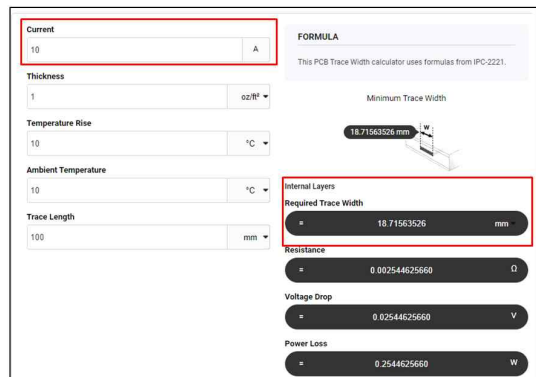 Current
10 A
Thickness
1 oz/ft²
Temperature Rise
10 °C
Ambient Temperature
10 °C
Trace Length
100 mm
FORMULA
This PCB Trace Width calculator uses formulas from IPC-2221.
Minimum Trace Width
18.71563526 mm W
Internal Layers
Required Trace Width
= 18.71563526 mm
Resistance
= 0.002544625660 Ω
Voltage Drop
= 0.02544625660 V
Power Loss
= 0.2544625660 W